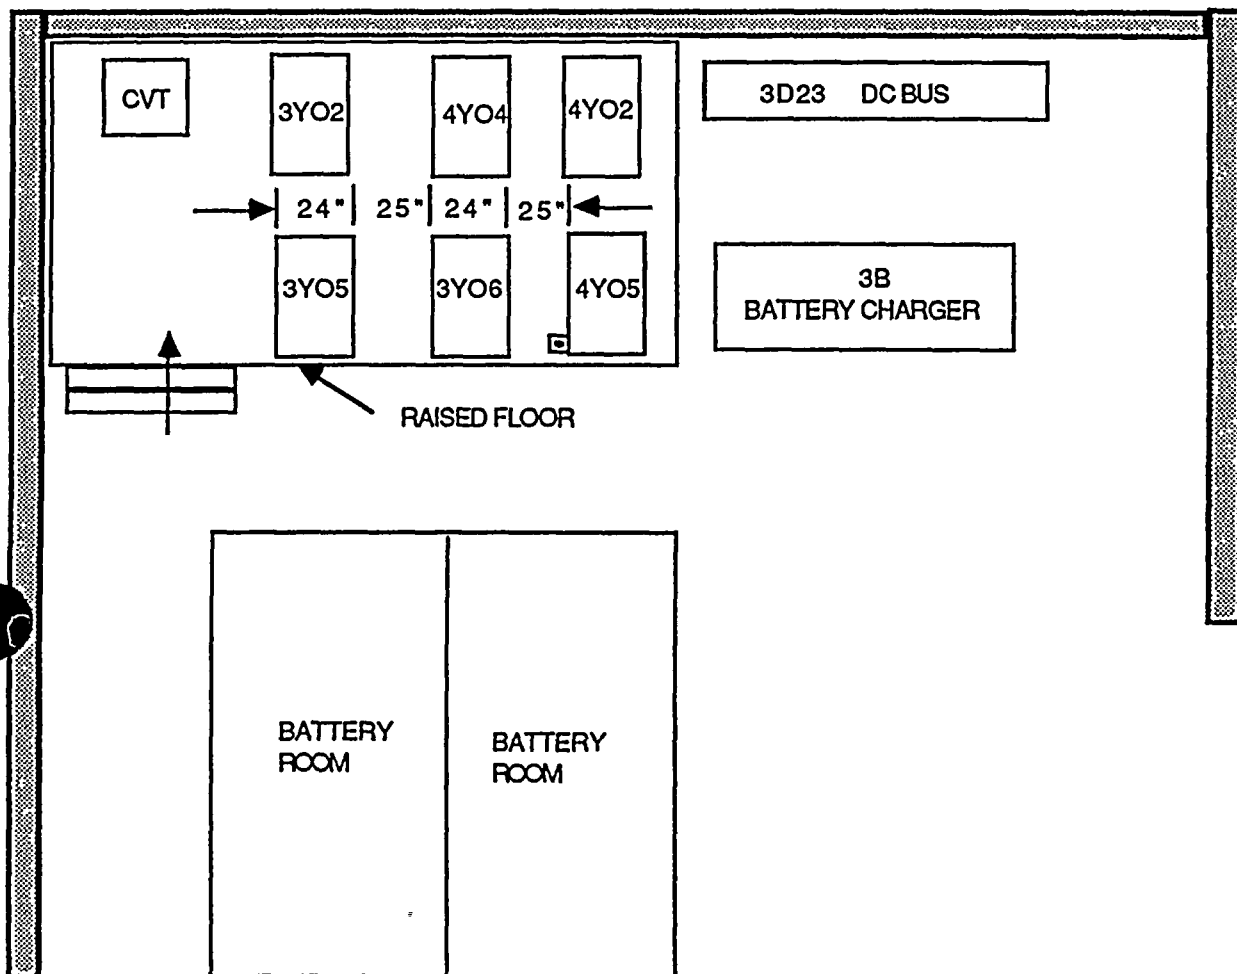 CVT
3YO2
4YO4
4YO2
3D23 DC BUS
24" 25" 24" 25"
3YO5
3YO6
4YO5
3B
BATTERY CHARGER
RAISED FLOOR
BATTERY
ROOM
BATTERY
ROOM